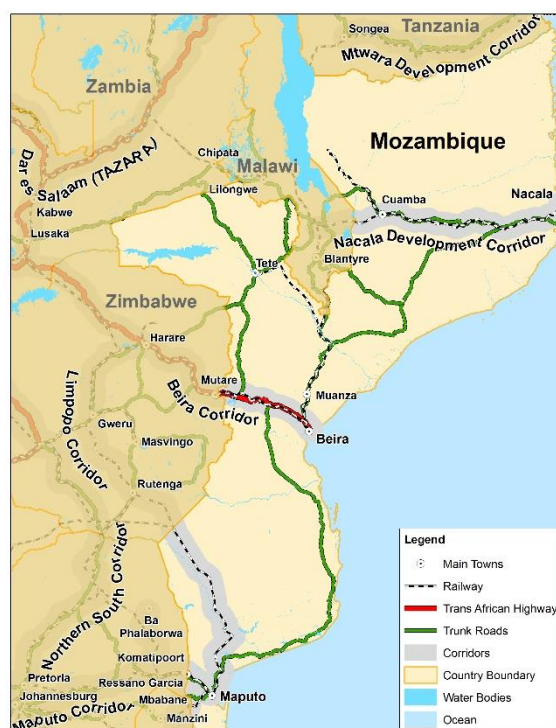 Songea
Tanzania
Mtwara Development Corridor
Zambia
Mozambique
Chipata
Malawi
Dar es Salaam (TAZARA)
Lilongwe
Cuamba
Nacala
Kabwe
Lusaka
Nacala Development Corridor
Tete
Blantyre
Zimbabwe
Harare
Mutare
Muanza
Limpopo Corridor
Beira Corridor
Beira
Gweru
Masvingo
Rutenga
Northern South Corridor
Ba
Phalaborwa
Komatipoort
Pretoria
Ressano Garcia
Johannesburg
Mbabane
Maputo
Maputo Corridor
Manzini
Legend
Main Towns
Railway
Trans African Highway
Trunk Roads
Corridors
Country Boundary
Water Bodies
Ocean